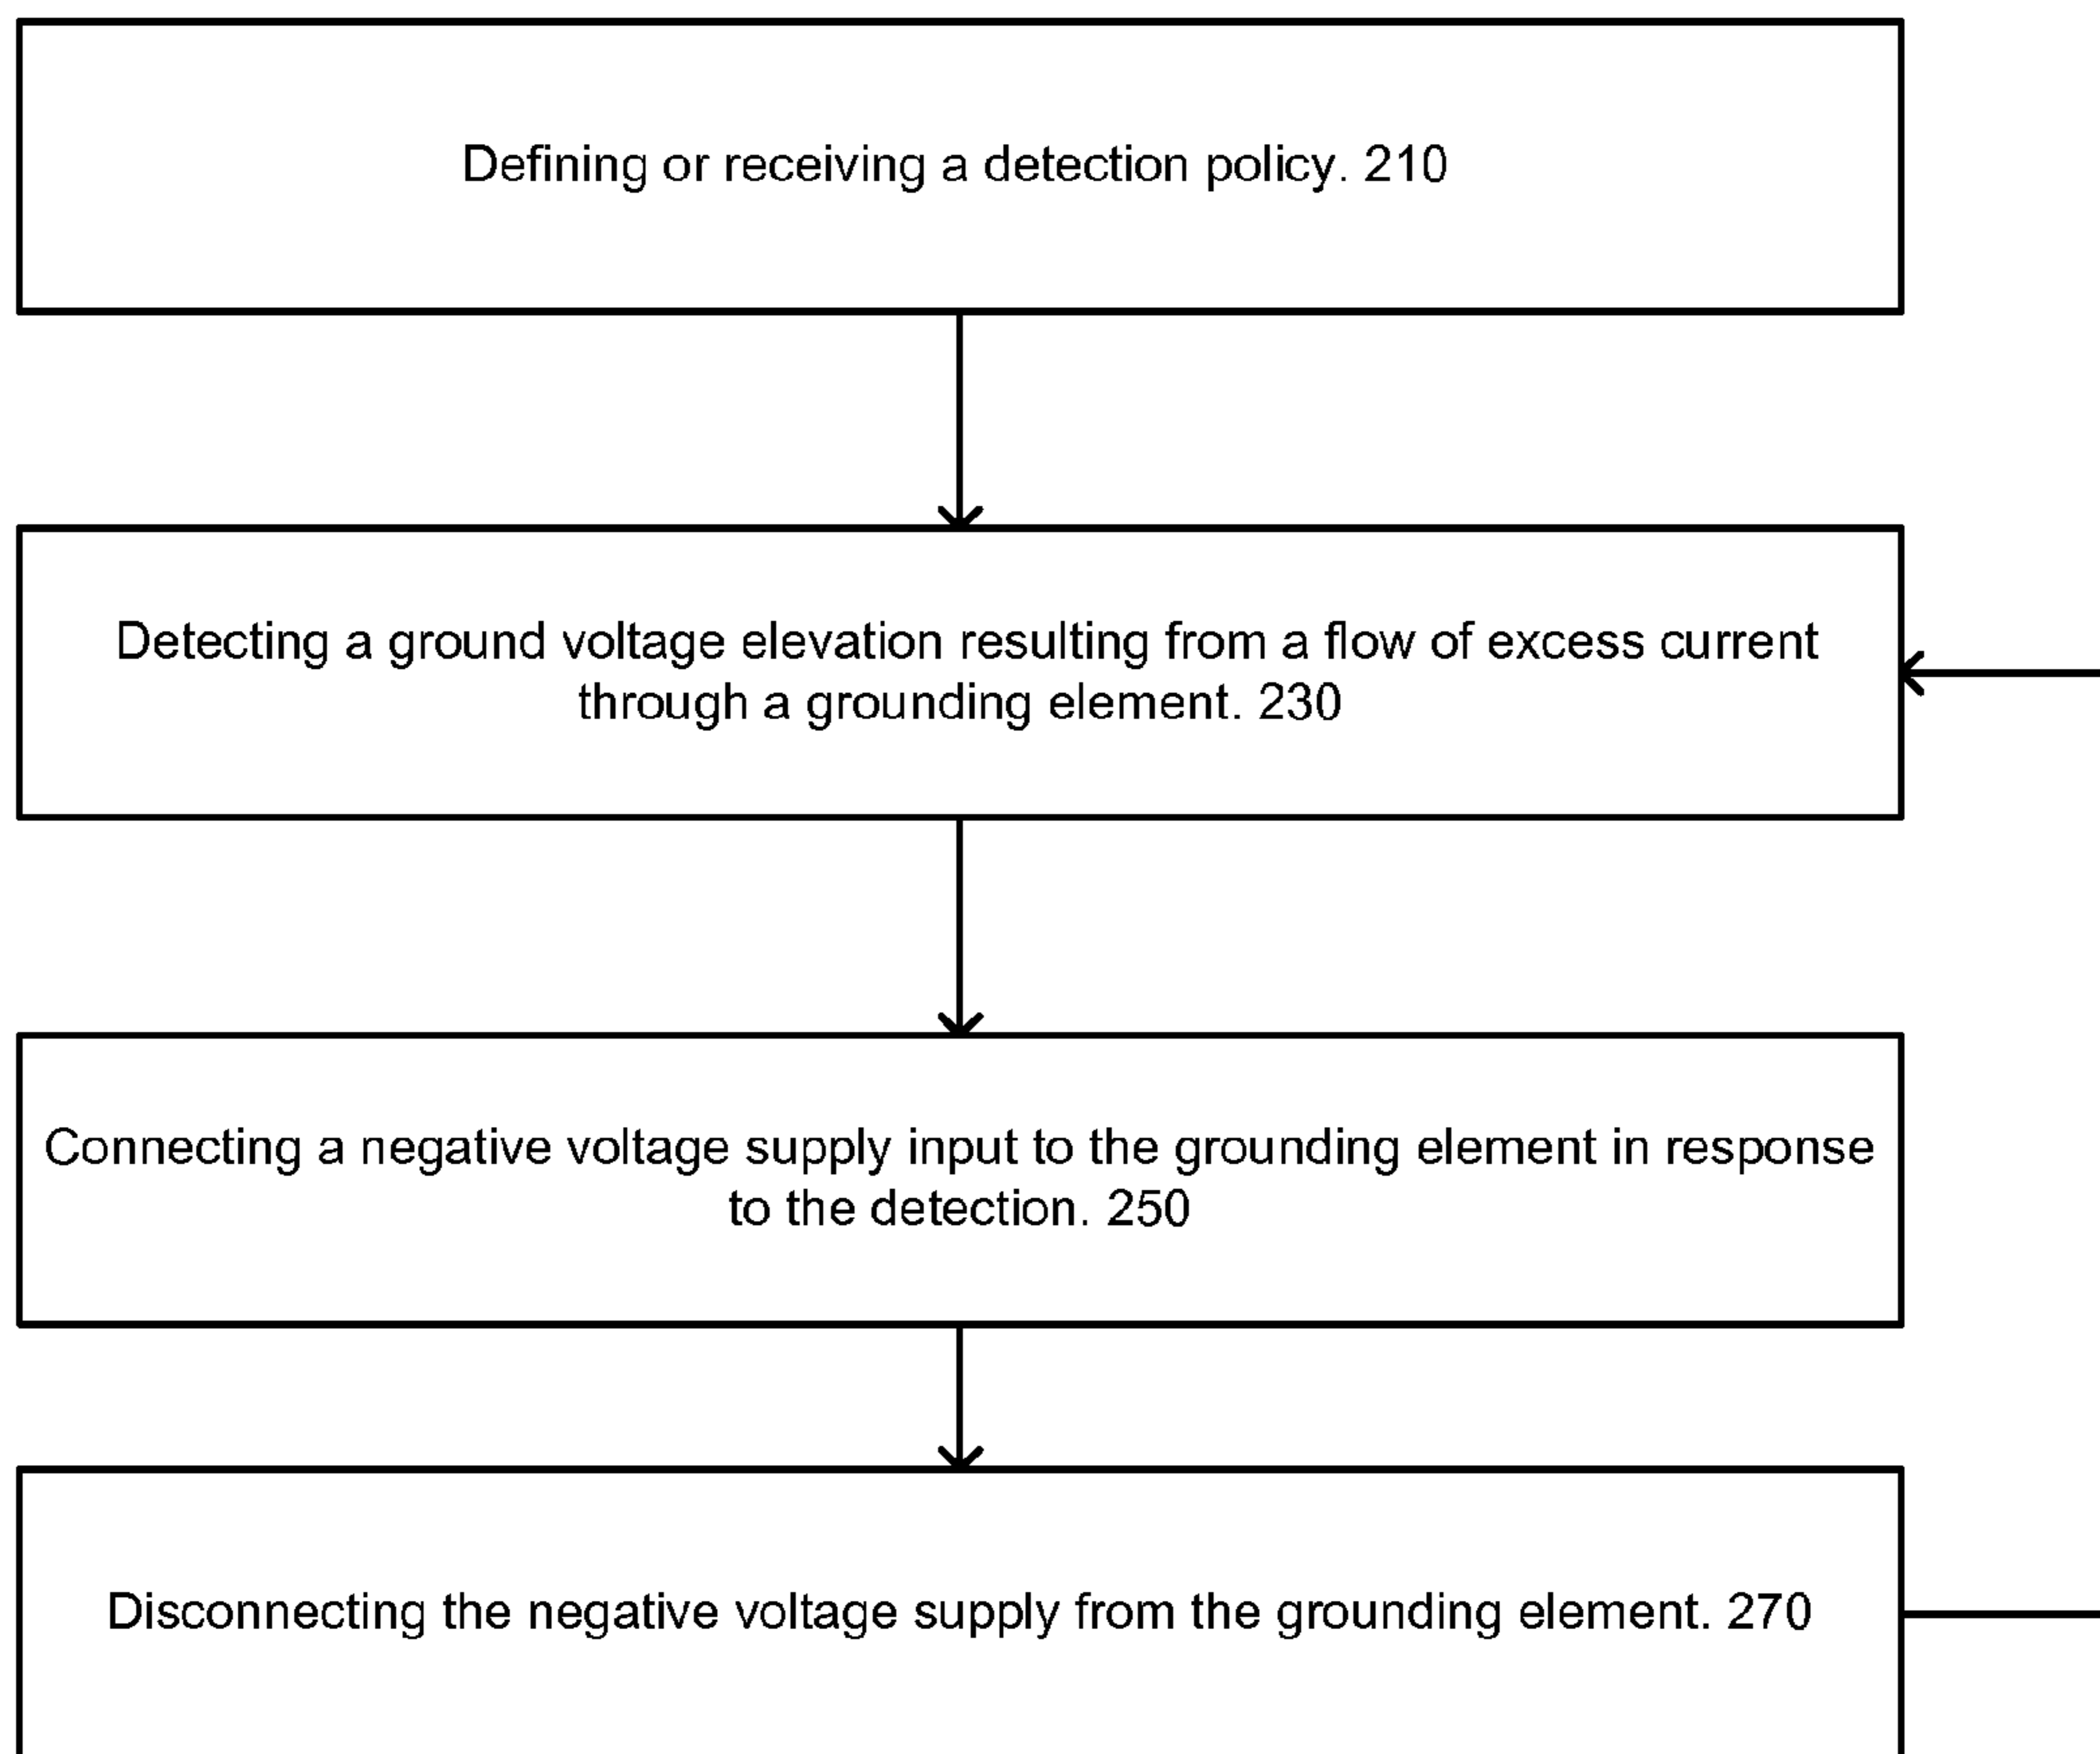 Defining or receiving a detection policy. 210
Detecting a ground voltage elevation resulting from a flow of excess current
through a grounding element. 230
Connecting a negative voltage supply input to the grounding element in response
to the detection. 250
Disconnecting the negative voltage supply from the grounding element. 270